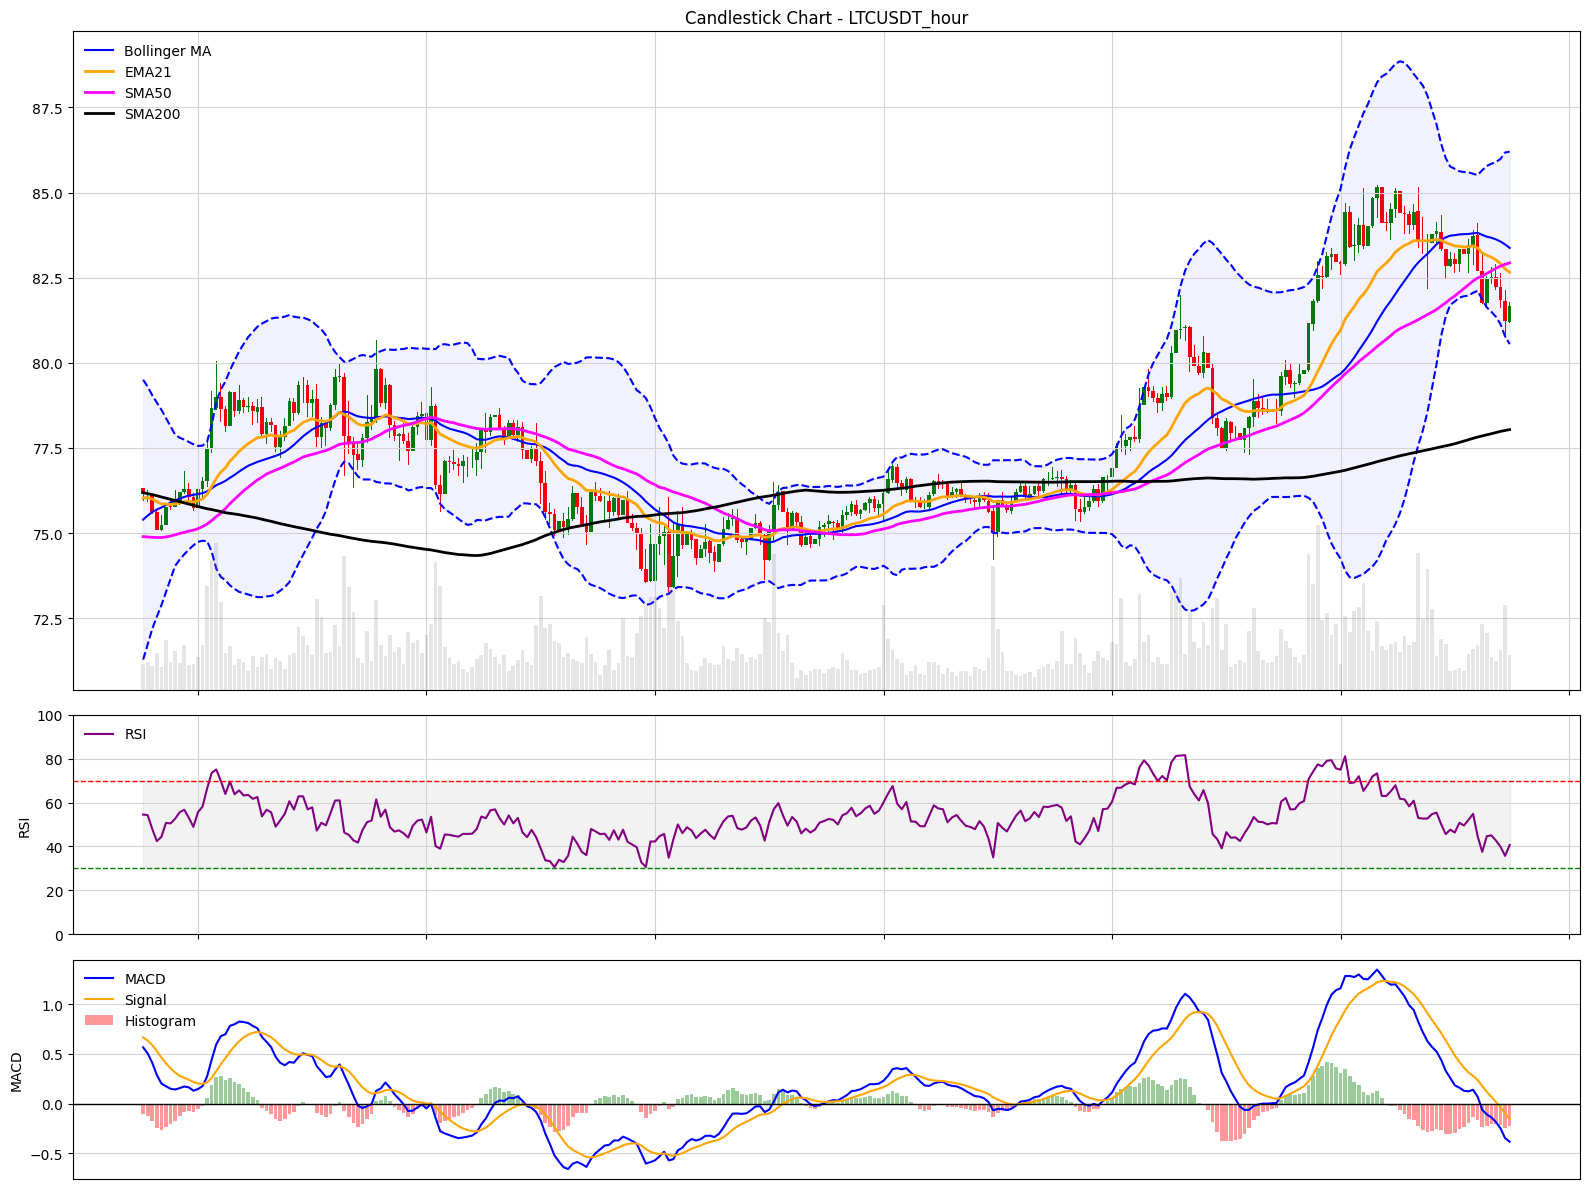 Candlestick Chart - LTCUSDT_hour
Bollinger MA
EMA21
SMA50
SMA200
87.5
85.0
82.5
80.0
77.5
75.0
72.5
RSI
100
80
60
40
20
0
RSI
MACD
Signal
Histogram
1.0
0.5
0.0
−0.5
MACD